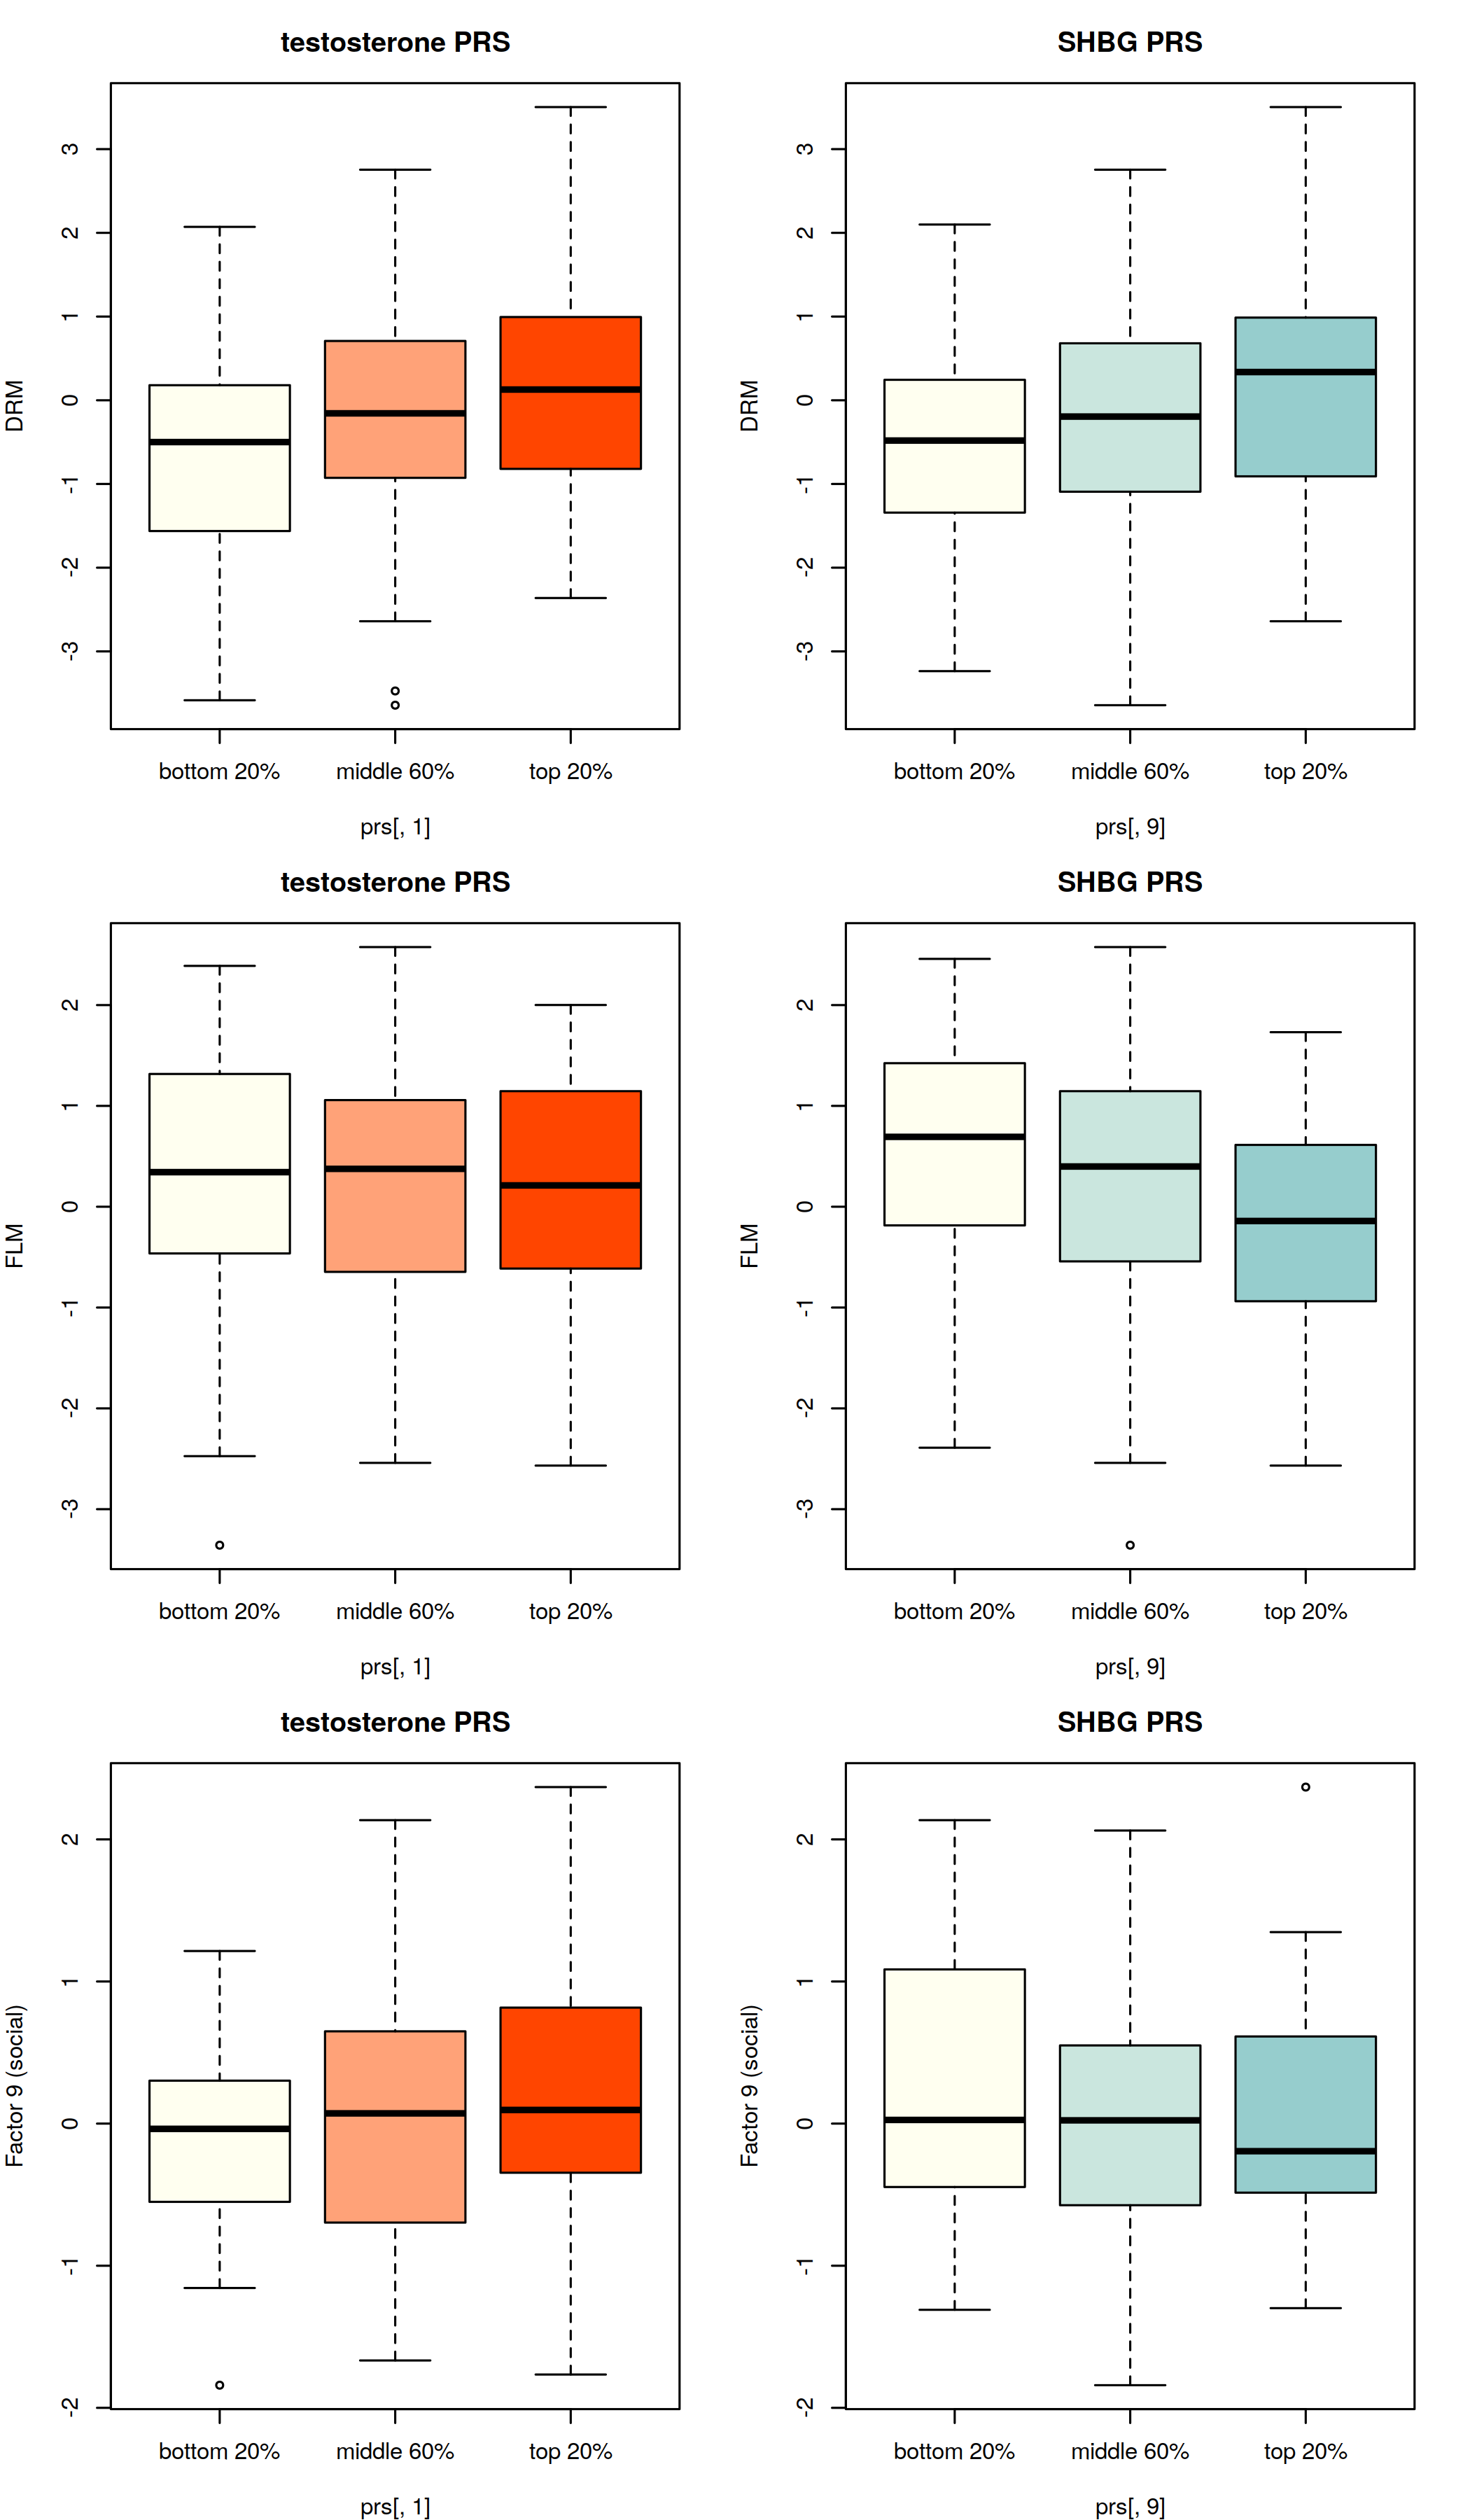 testosterone PRS
DRM
3
2
1
0
-1
-2
-3
bottom 20% middle 60% top 20%
prs[, 1]
SHBG PRS
DRM
3
2
1
0
-1
-2
-3
bottom 20% middle 60% top 20%
prs[, 9]
testosterone PRS
FLM
2
1
0
-1
-2
-3
bottom 20% middle 60% top 20%
prs[, 1]
SHBG PRS
FLM
2
1
0
-1
-2
-3
bottom 20% middle 60% top 20%
prs[, 9]
testosterone PRS
Factor 9 (social)
2
1
0
-1
-2
bottom 20% middle 60% top 20%
prs[, 1]
SHBG PRS
Factor 9 (social)
2
1
0
-1
-2
bottom 20% middle 60% top 20%
prs[, 9]